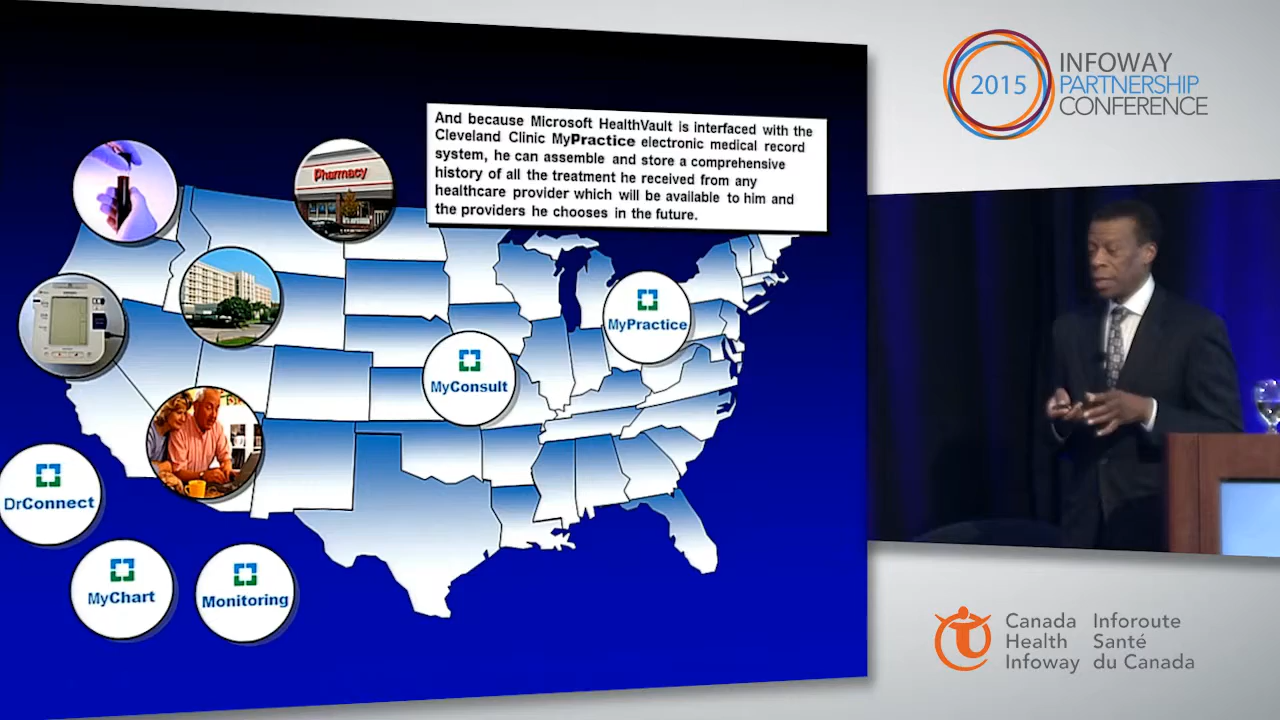 And because Microsoft HealthVault is interfaced with the
Cleveland Clinic MyPractice electronic medical record
system, he can assemble and store a comprehensive
history of all the treatment he received from any
healthcare provider which will be available to him and
the providers he chooses in the future.
Pharmacy
MyPractice
MyConsult
DrConnect
MyChart
Monitoring
2015
INFOWAY
PARTNERSHIP
CONFERENCE
Canada Inforoute
Health Santé
Infoway du Canada